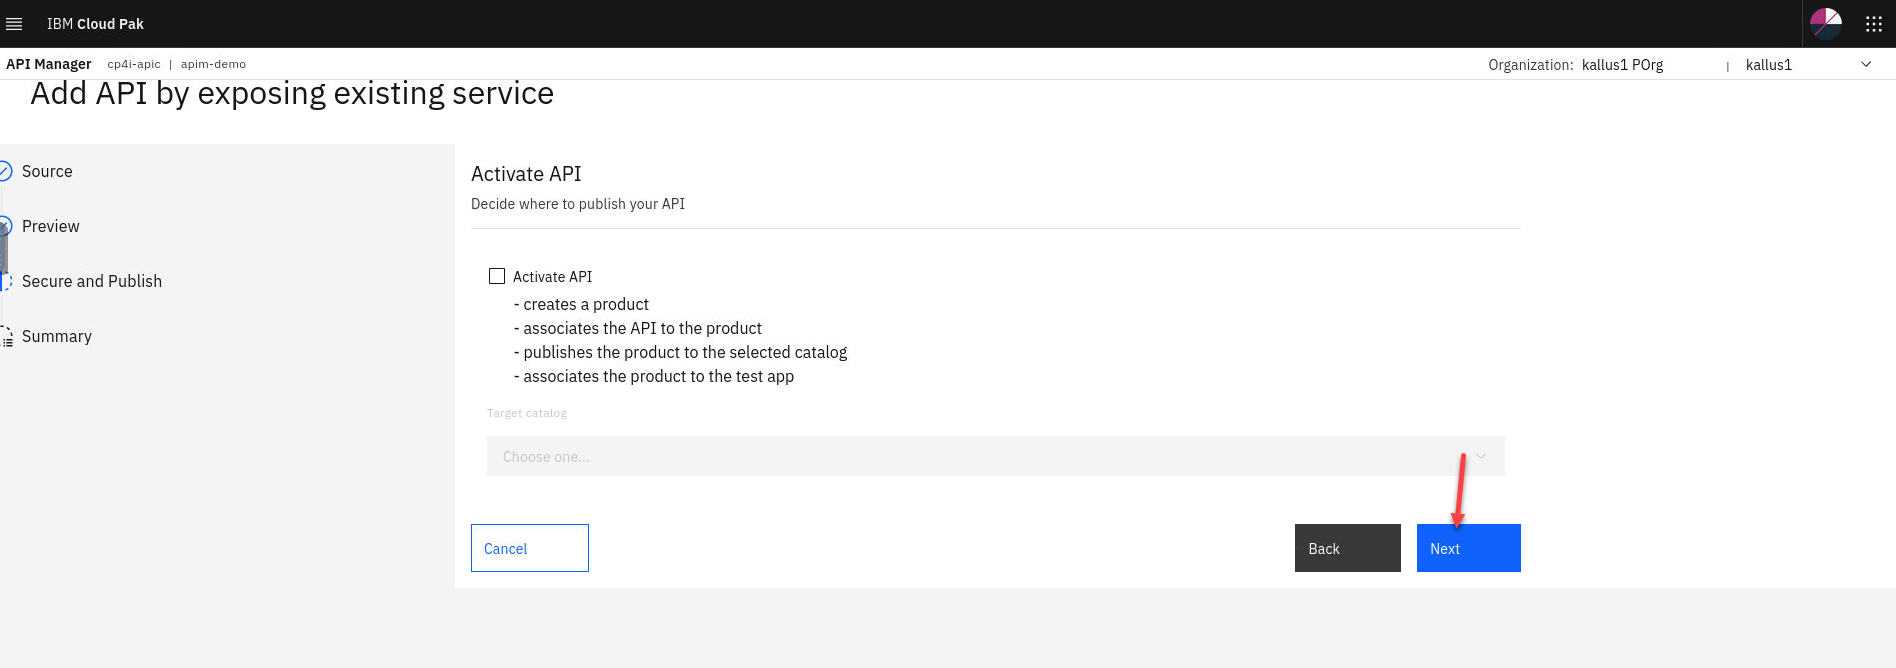 IBM Cloud Pak
API Manager cp4i-apic | apim-demo Organization: kallus1 POrg | kallus1
Add API by exposing existing service
Source
Preview
Secure and Publish
Summary
Activate API
Decide where to publish your API
Activate API
- creates a product
- associates the API to the product
- publishes the product to the selected catalog
- associates the product to the test app
Target catalog
Choose one...
Cancel Back Next